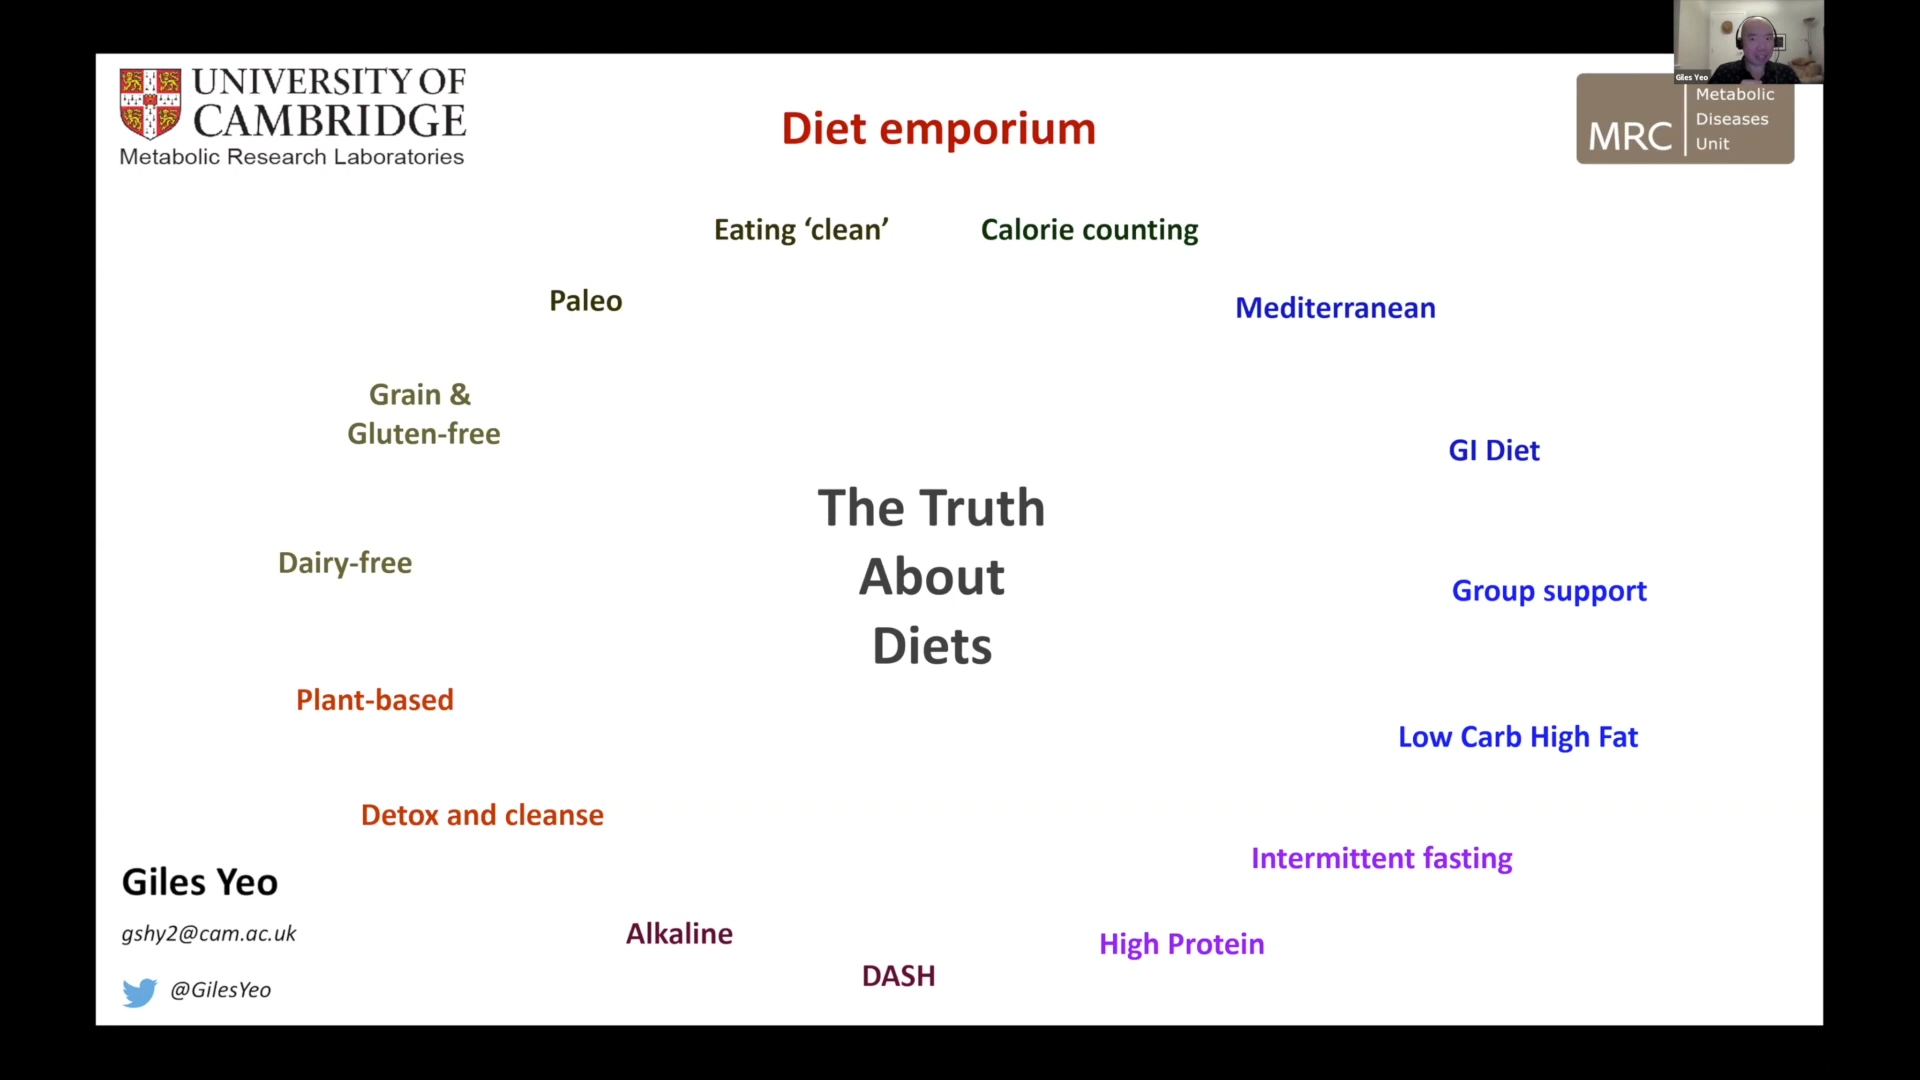 Giles Yeo
UNIVERSITY OF
CAMBRIDGE
Metabolic Research Laboratories
Diet emporium
MRC
Metabolic
Diseases
Unit
Eating ‘clean’
Calorie counting
Paleo
Mediterranean
Grain &
Gluten-free
GI Diet
The Truth
About
Diets
Dairy-free
Group support
Plant-based
Low Carb High Fat
Detox and cleanse
Intermittent fasting
Giles Yeo
gshy2@cam.ac.uk
Alkaline
High Protein
DASH
@GilesYeo